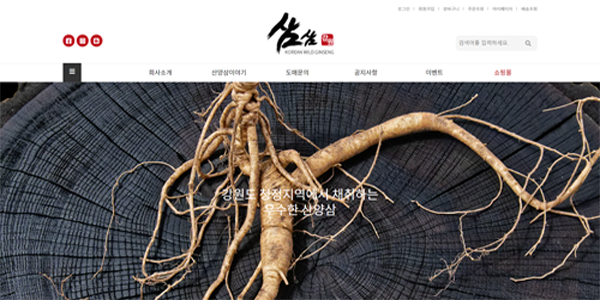 로그인 회원가입 장바구니 주문조회 마이페이지 배송조회
삼삼
KOREAN WILD GINSENG
검색어를 입력하세요
회사소개 산양삼이야기 도매문의 공지사항 이벤트 쇼핑몰
강원도 청정지역에서 채취하는
우수한 산양삼